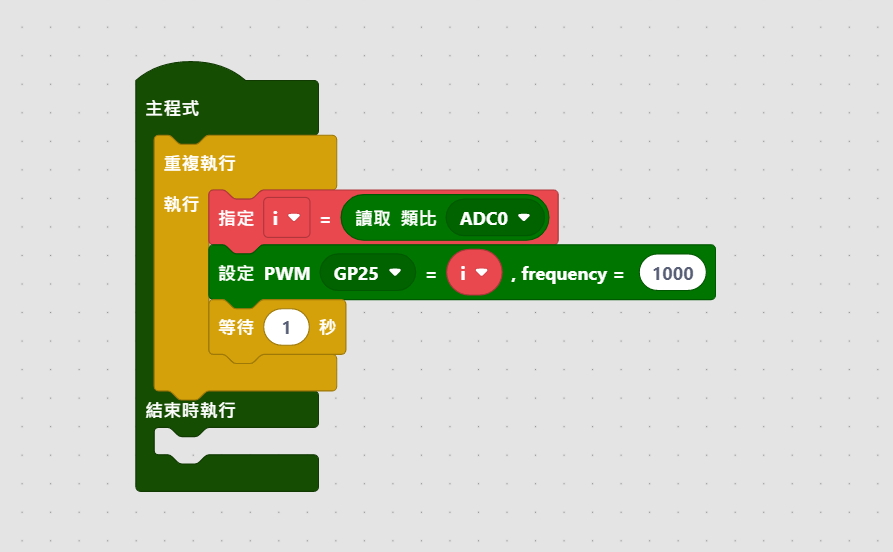 主程式
重複執行
執行 指定 i = 讀取 類比 ADC0
設定 PWM GP25 = i , frequency = 1000
等待 1 秒
結束時執行